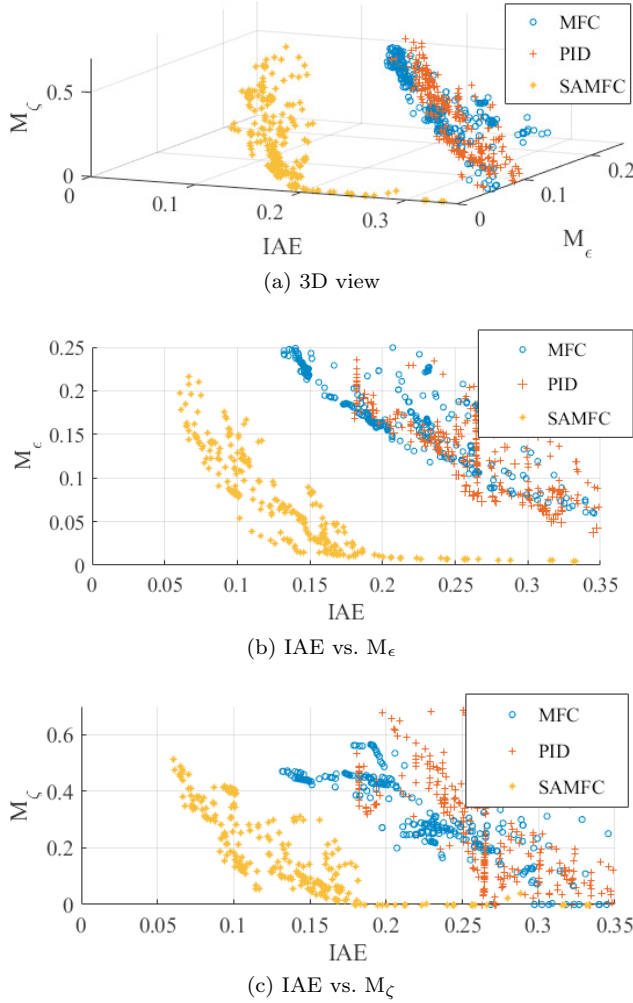 MFC
PID
SAMFC
0.5
0
M_ζ
0
0.1
0.2
0.3
IAE
0
0.1
0.2
M_ϵ
(a) 3D view
0.25
0.2
0.15
0.1
0.05
0
M_ϵ
MFC
PID
SAMFC
0 0.05 0.1 0.15 0.2 0.25 0.3 0.35
IAE
(b) IAE vs. M_ϵ
0.6
0.4
0.2
0
M_ζ
MFC
PID
SAMFC
0 0.05 0.1 0.15 0.2 0.25 0.3 0.35
IAE
(c) IAE vs. M_ζ